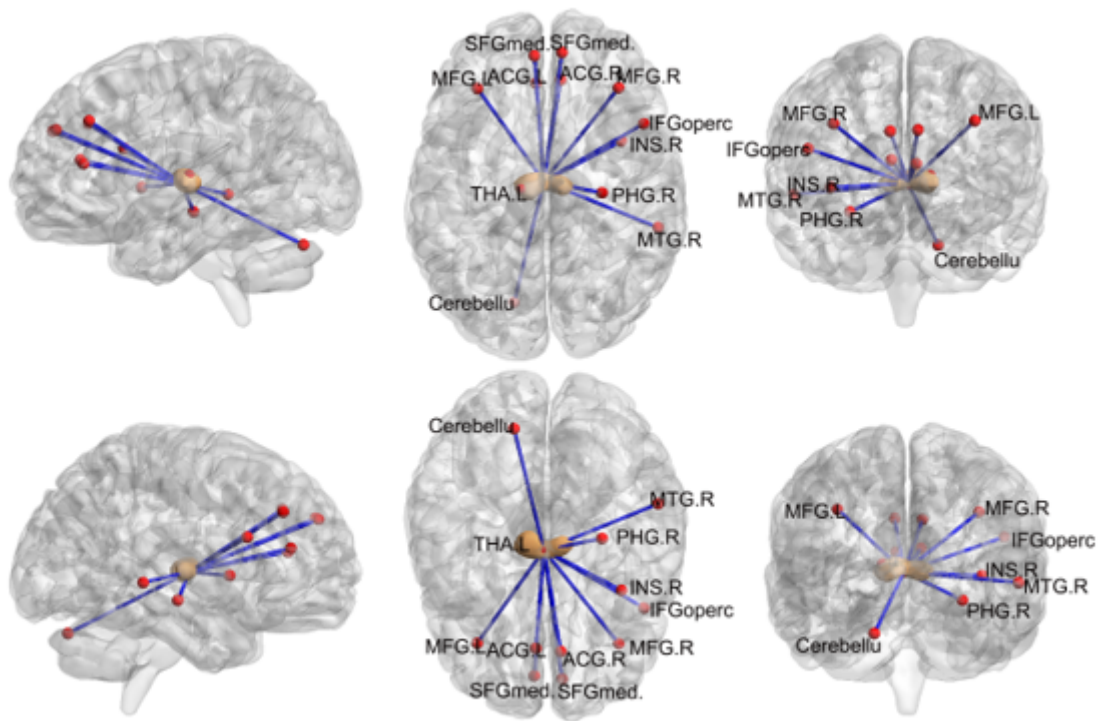 SFGmed.
SFGmed.
MFG.L
ACG.L
ACG.R
MFG.R
IFGoperc
INS.R
THA.L
PHG.R
MTG.R
Cerebellu
MFG.R
MFG.L
IFGoperc
INS.R
MTG.R
PHG.R
Cerebellu
Cerebellu
MTG.R
THA.L
PHG.R
INS.R
IFGoperc
MFG.L
ACG.L
ACG.R
MFG.R
SFGmed.
SFGmed.
MFG.L
MFG.R
IFGoperc
INS.R
MTG.R
PHG.R
Cerebellu